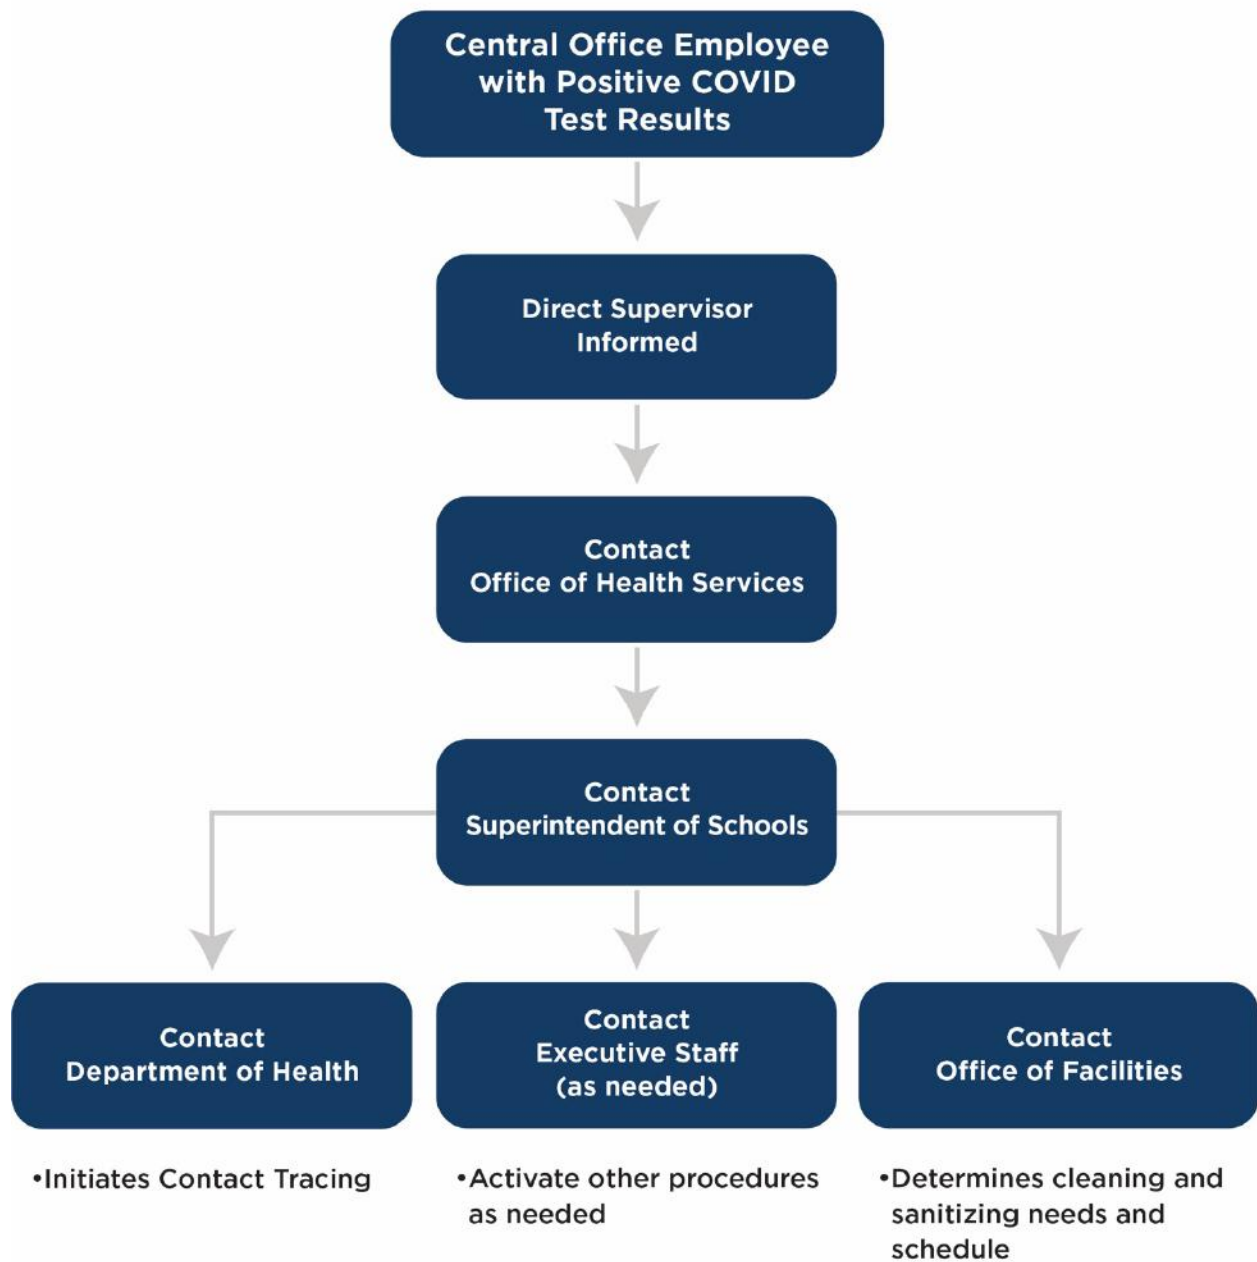 Central Office Employee
with Positive COVID
Test Results
Direct Supervisor
Informed
Contact
Office of Health Services
Contact
Superintendent of Schools
Contact
Department of Health
•Initiates Contact Tracing
Contact
Executive Staff
(as needed)
•Activate other procedures
as needed
Contact
Office of Facilities
•Determines cleaning and
sanitizing needs and
schedule